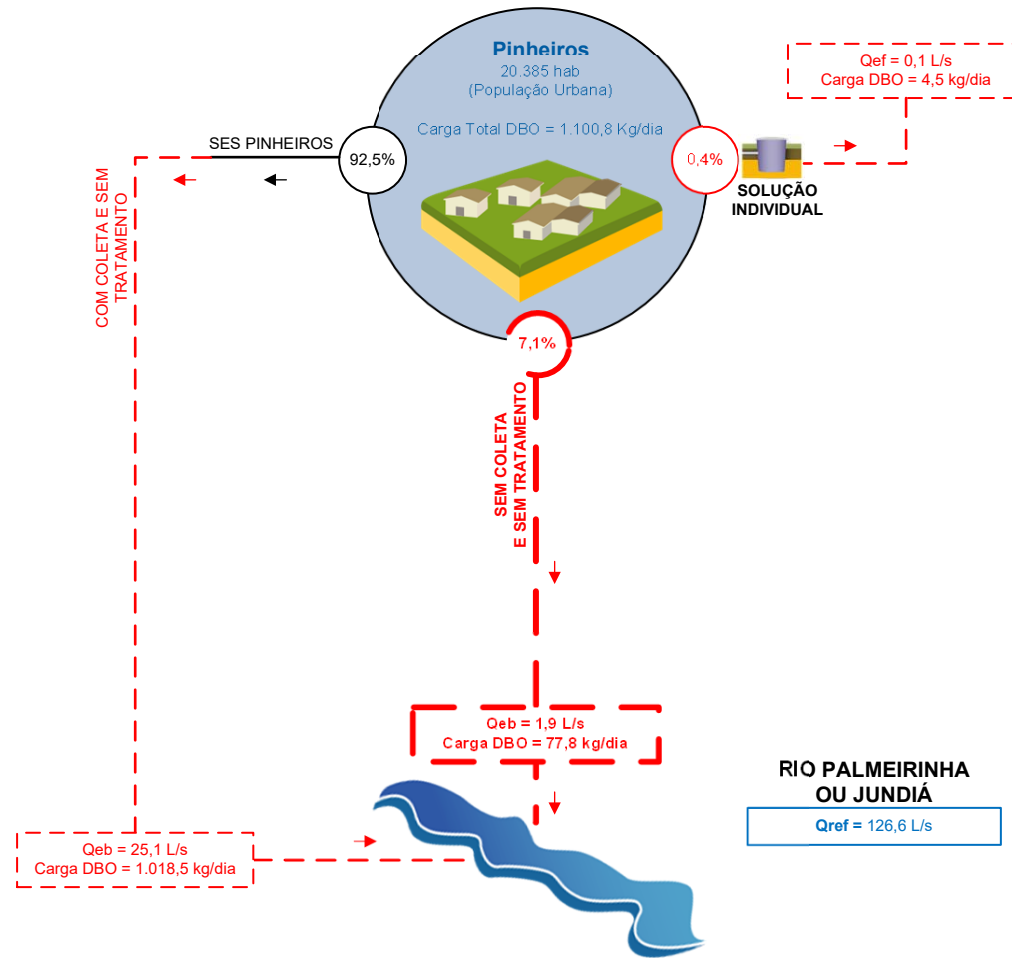 Pinheiros
20.385 hab
(População Urbana)
Carga Total DBO = 1.100,8 Kg/dia
Qef = 0,1 L/s
Carga DBO = 4,5 kg/dia
SES PINHEIROS
92,5%
0,4%
SOLUÇÃO
INDIVIDUAL
COM COLETA E SEM
TRATAMENTO
7,1%
SEM COLETA
E SEM TRATAMENTO
Qeb = 1,9 L/s
Carga DBO = 77,8 kg/dia
RIO PALMEIRINHA
OU JUNDIÁ
Qref = 126,6 L/s
Qeb = 25,1 L/s
Carga DBO = 1.018,5 kg/dia